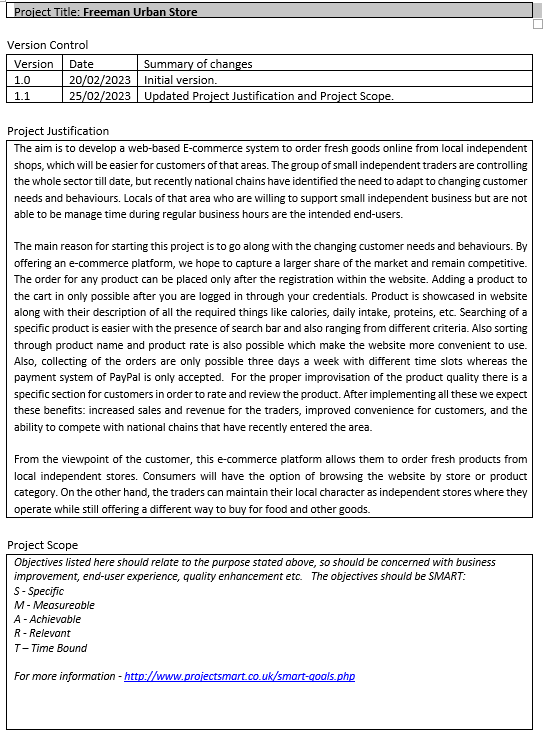 Project Title: Freeman Urban Store
Version Control
Version Date Summary of changes
1.0 20/02/2023 Initial version.
1.1 25/02/2023 Updated Project Justification and Project Scope.
Project Justification
The aim is to develop a web-based E-commerce system to order fresh goods online from local independent
shops, which will be easier for customers of that areas. The group of small independent traders are controlling
the whole sector till date, but recently national chains have identified the need to adapt to changing customer
needs and behaviours. Locals of that area who are willing to support small independent business but are not
able to be manage time during regular business hours are the intended end-users.
The main reason for starting this project is to go along with the changing customer needs and behaviours. By
offering an e-commerce platform, we hope to capture a larger share of the market and remain competitive.
The order for any product can be placed only after the registration within the website. Adding a product to
the cart in only possible after you are logged in through your credentials. Product is showcased in website
along with their description of all the required things like calories, daily intake, proteins, etc. Searching of a
specific product is easier with the presence of search bar and also ranging from different criteria. Also sorting
through product name and product rate is also possible which make the website more convenient to use.
Also, collecting of the orders are only possible three days a week with different time slots whereas the
payment system of PayPal is only accepted. For the proper improvisation of the product quality there is a
specific section for customers in order to rate and review the product. After implementing all these we expect
these benefits: increased sales and revenue for the traders, improved convenience for customers, and the
ability to compete with national chains that have recently entered the area.
From the viewpoint of the customer, this e-commerce platform allows them to order fresh products from
local independent stores. Consumers will have the option of browsing the website by store or product
category. On the other hand, the traders can maintain their local character as independent stores where they
operate while still offering a different way to buy for food and other goods.
Project Scope
Objectives listed here should relate to the purpose stated above, so should be concerned with business
improvement, end-user experience, quality enhancement etc. The objectives should be SMART:
S - Specific
M - Measureable
A - Achievable
R - Relevant
T – Time Bound
For more information - http://www.projectsmart.co.uk/smart-goals.php